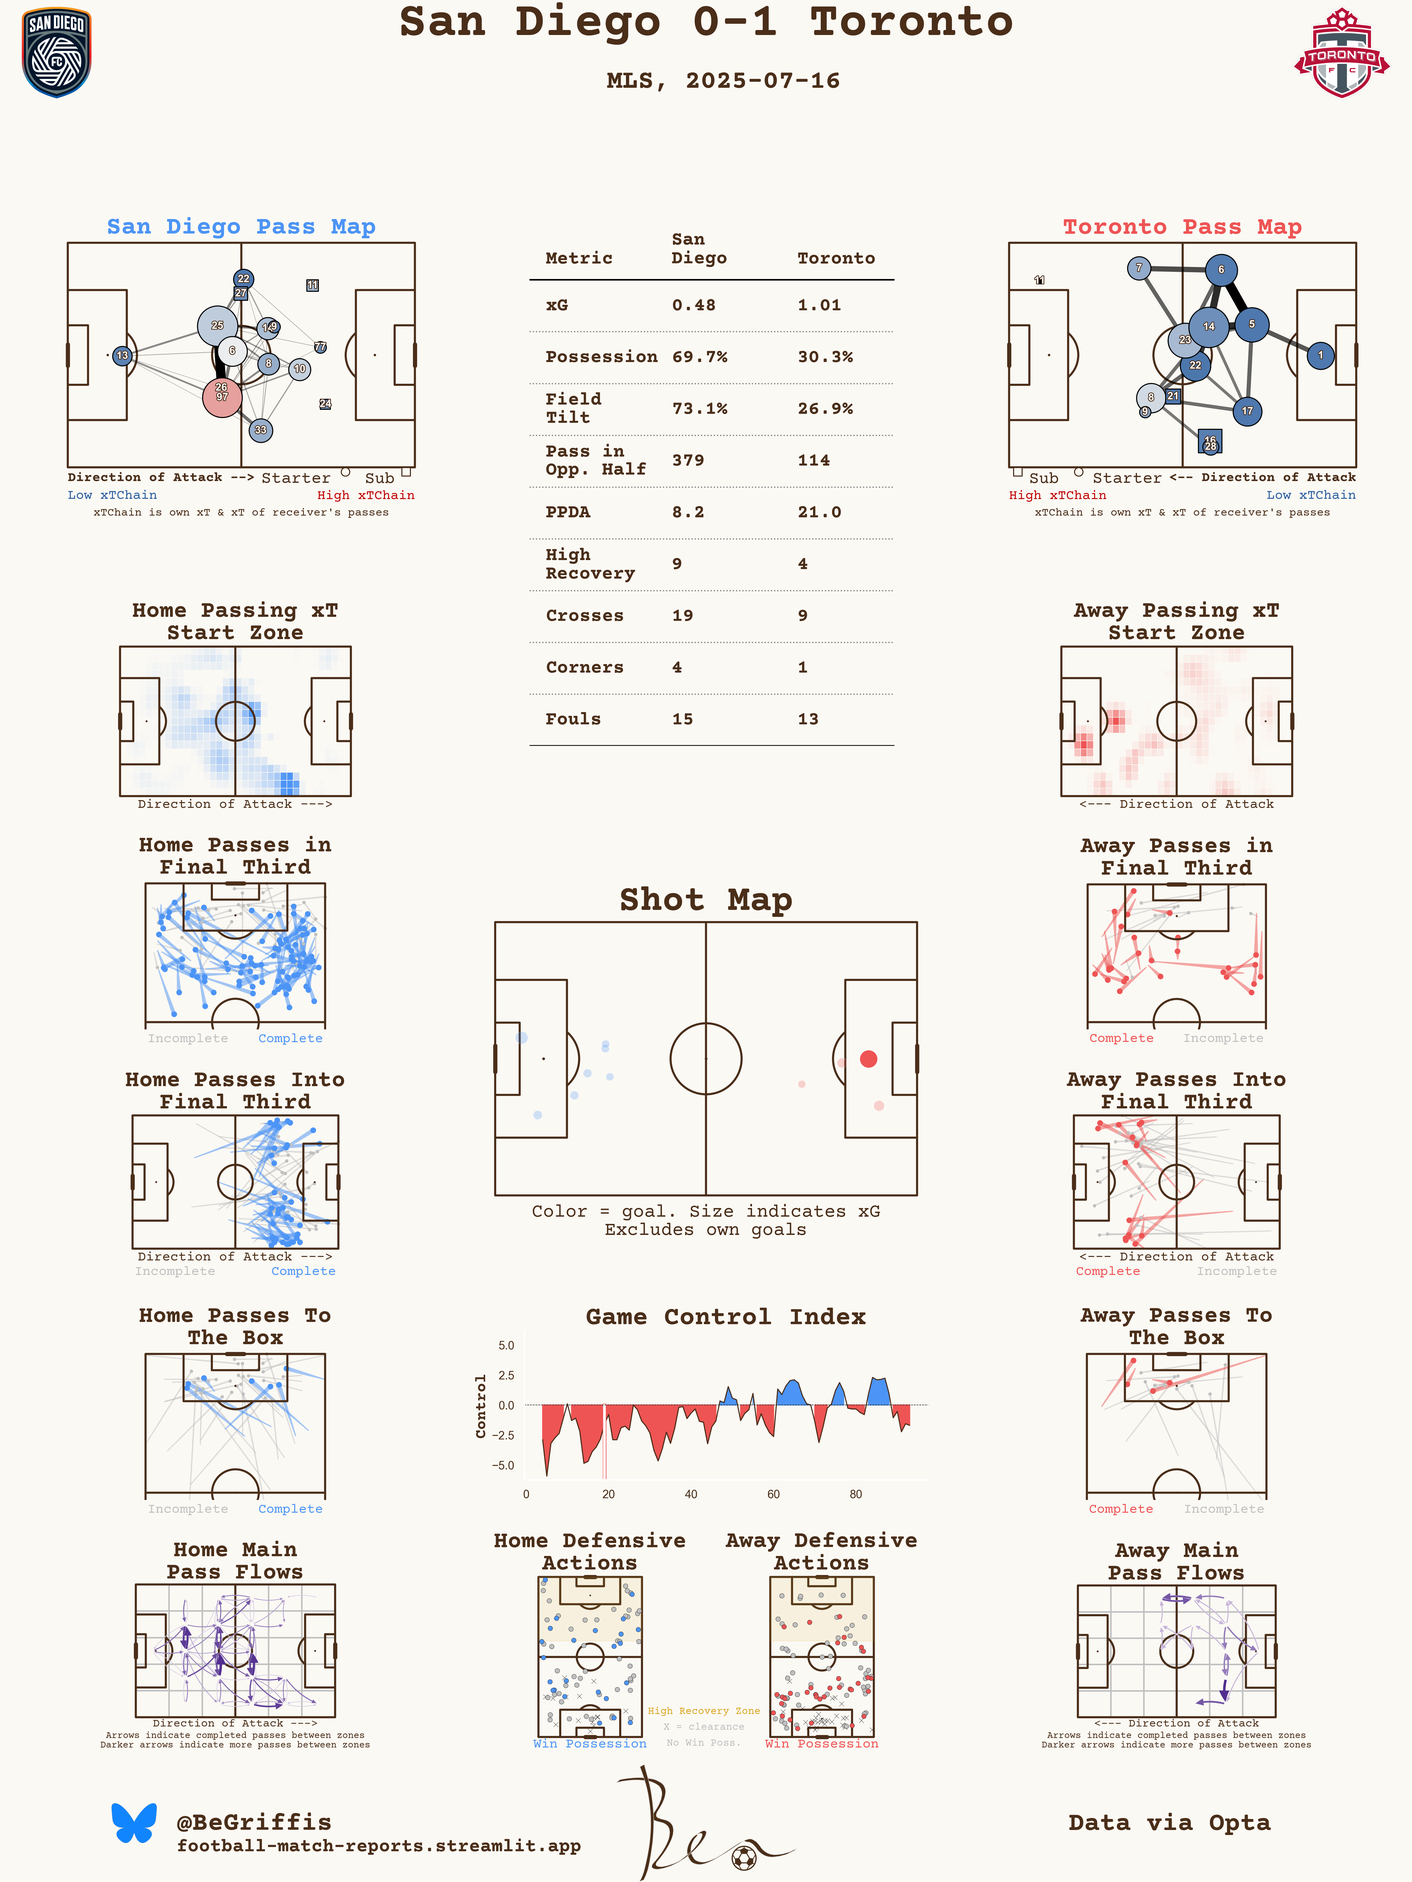 San Diego 0-1 Toronto
MLS, 2025-07-16
SAN DIEGO
FC
TORONTO
F C
San Diego Pass Map
22
27
11
25
9
6
77
13
8
10
26
97
24
33
Direction of Attack --> Starter Sub
Low xTChain High xTChain
xTChain is own xT & xT of receiver's passes
Metric San Diego Toronto
xG 0.48 1.01
Possession 69.7% 30.3%
Field Tilt 73.1% 26.9%
Pass in Opp. Half 379 114
PPDA 8.2 21.0
High Recovery 9 4
Crosses 19 9
Corners 4 1
Fouls 15 13
Toronto Pass Map
7
6
11
14
5
23
1
22
8
21
9
17
16
28
Sub Starter <-- Direction of Attack
High xTChain Low xTChain
xTChain is own xT & xT of receiver's passes
Home Passing xT
Start Zone
Direction of Attack --->
Away Passing xT
Start Zone
<--- Direction of Attack
Home Passes in
Final Third
Incomplete Complete
Away Passes in
Final Third
Complete Incomplete
Shot Map
Color = goal. Size indicates xG
Excludes own goals
Home Passes Into
Final Third
Direction of Attack --->
Incomplete Complete
Away Passes Into
Final Third
<--- Direction of Attack
Complete Incomplete
Home Passes To
The Box
Incomplete Complete
Game Control Index
Control
5.0
2.5
0.0
−2.5
−5.0
0 20 40 60 80
Away Passes To
The Box
Complete Incomplete
Home Main
Pass Flows
Direction of Attack --->
Arrows indicate completed passes between zones
Darker arrows indicate more passes between zones
Home Defensive
Actions
Win Possession
Away Defensive
Actions
Win Possession
High Recovery Zone
X = clearance
No Win Poss.
Away Main
Pass Flows
<--- Direction of Attack
Arrows indicate completed passes between zones
Darker arrows indicate more passes between zones
@BeGriffis
football-match-reports.streamlit.app
Ben
Data via Opta